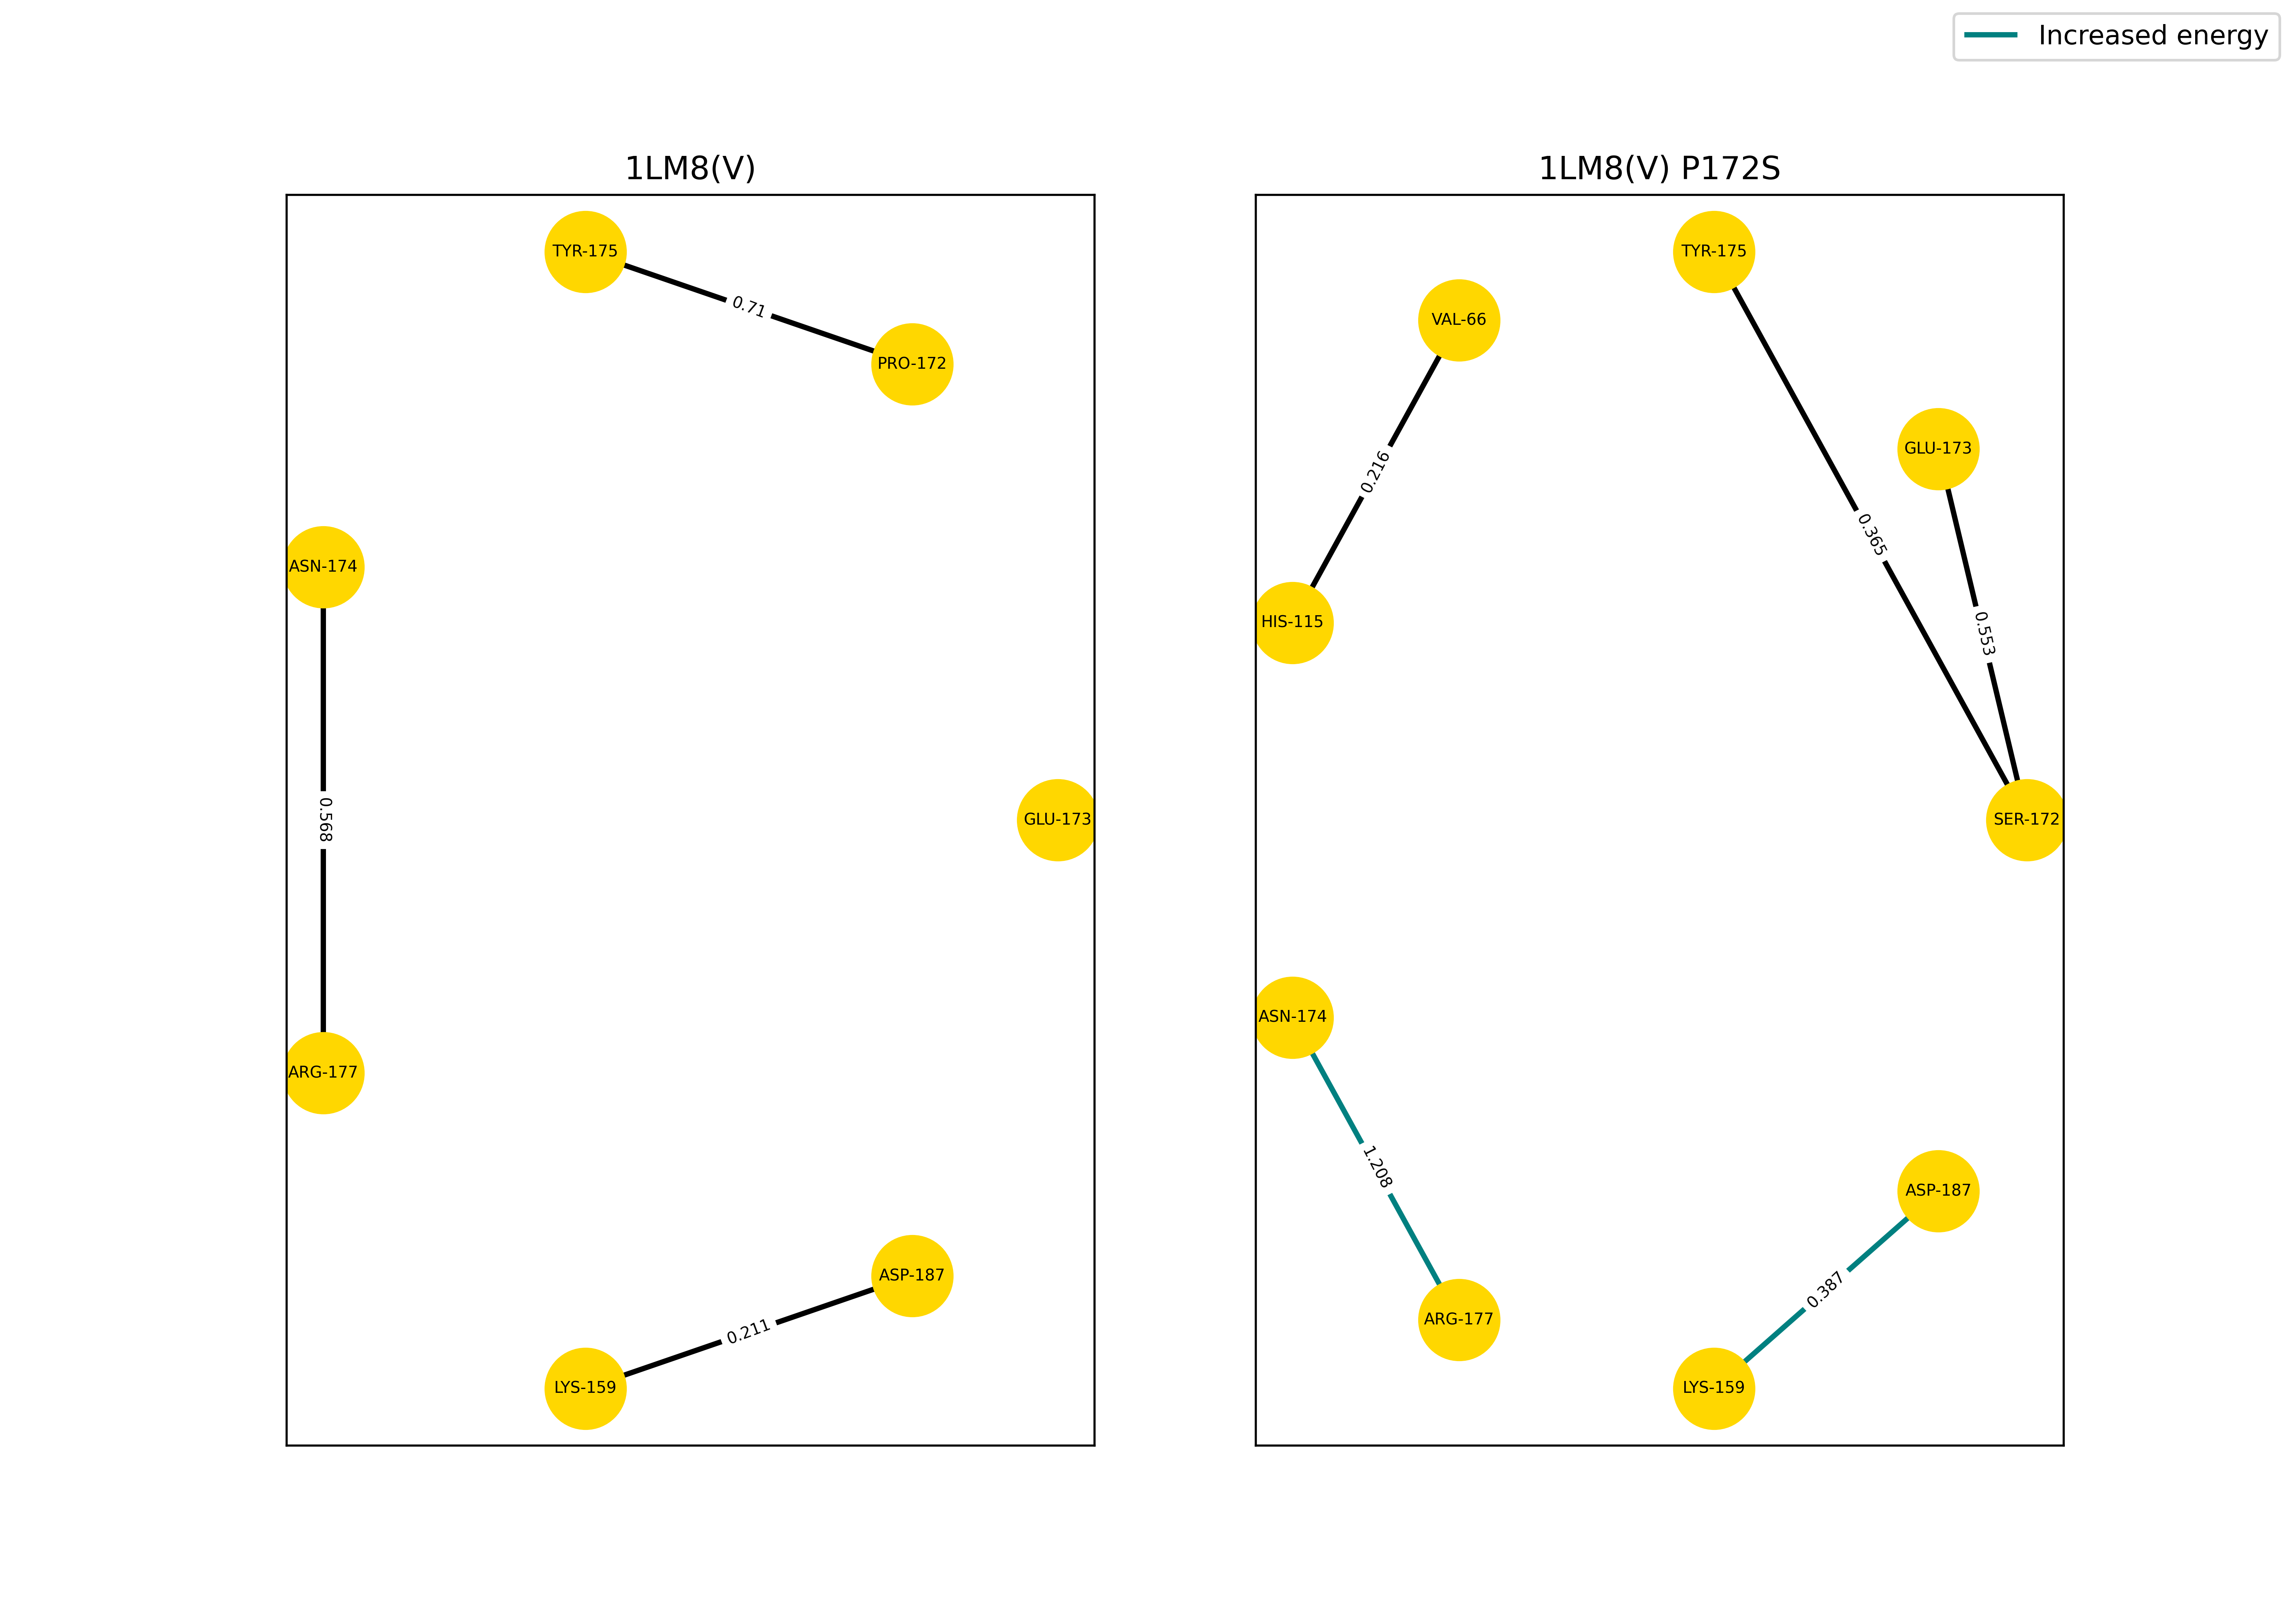 Increased energy
1LM8(V)
TYR-175
0.71
PRO-172
ASN-174
0.568
GLU-173
ARG-177
ASP-187
0.211
LYS-159
1LM8(V) P172S
TYR-175
VAL-66
GLU-173
0.216
0.365
HIS-115
0.553
SER-172
ASN-174
1.208
ASP-187
0.387
ARG-177
LYS-159